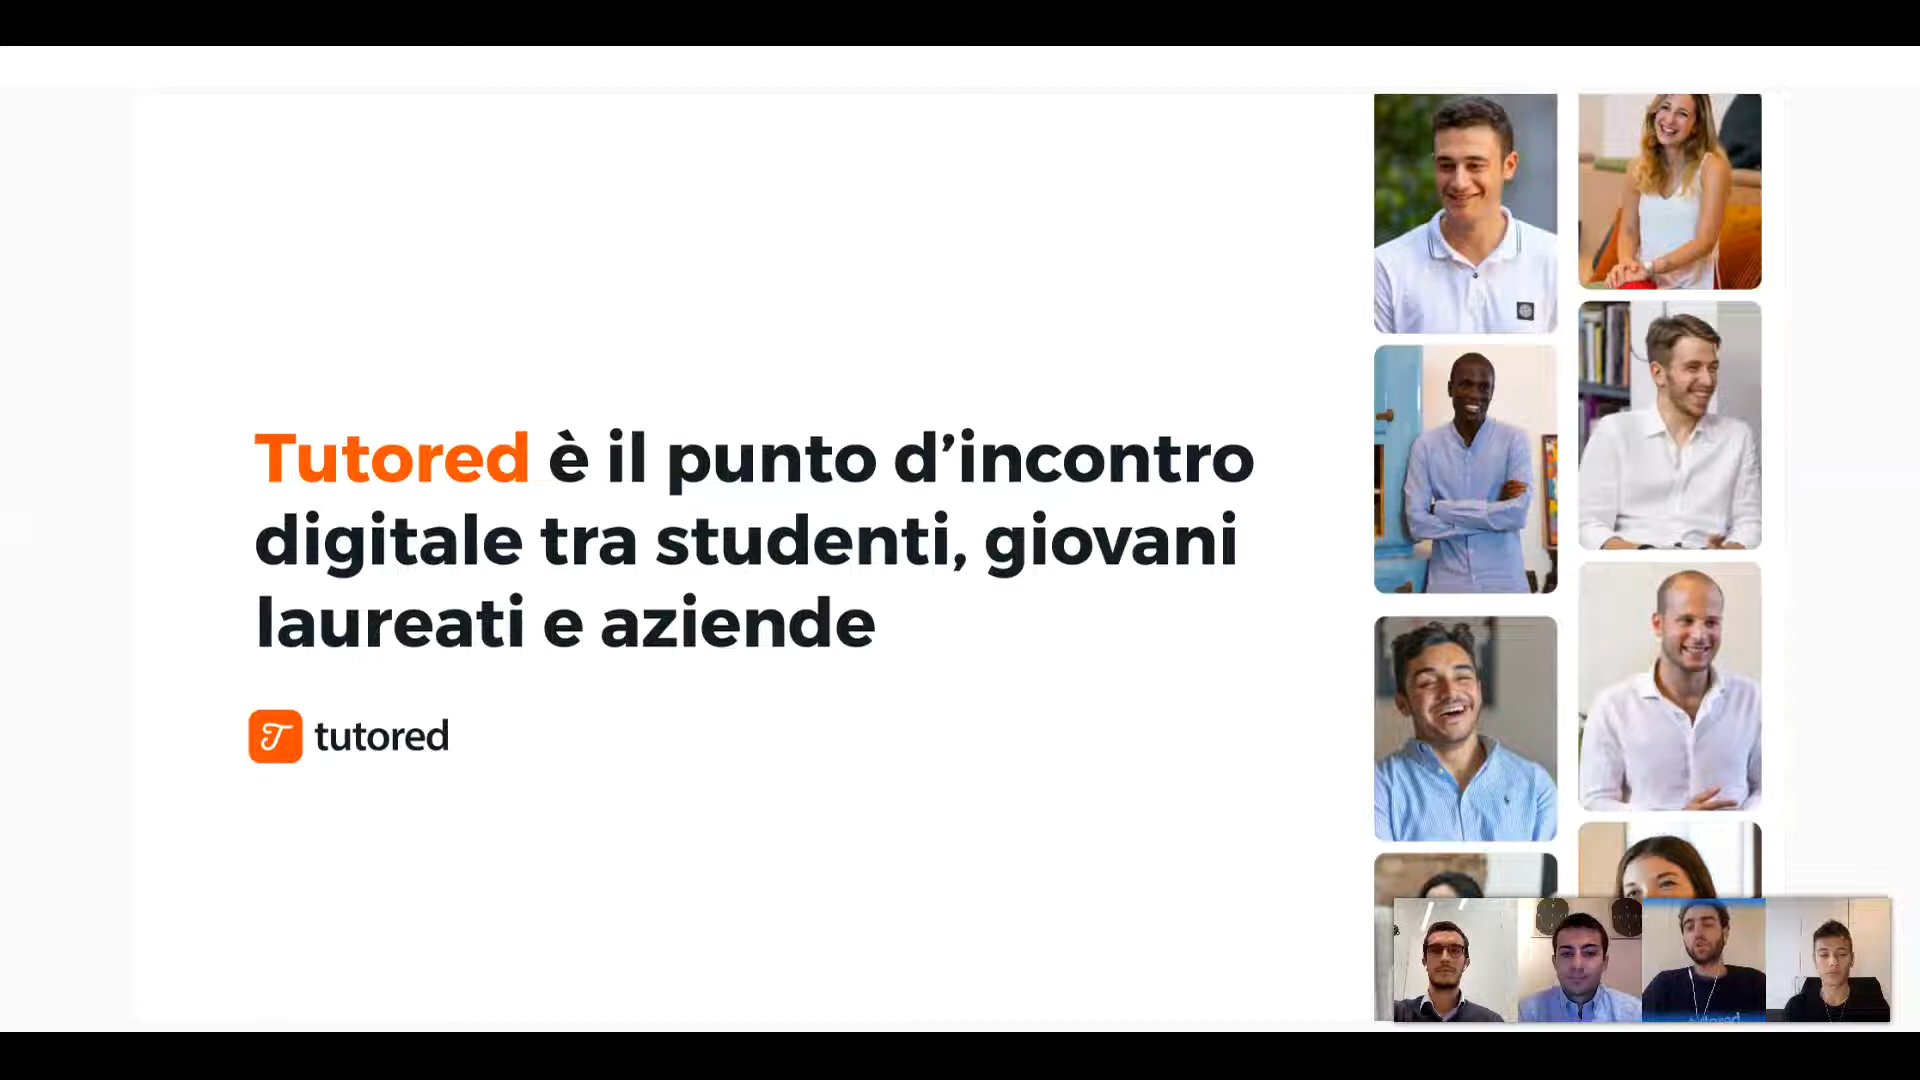 Tutored è il punto d’incontro
digitale tra studenti, giovani
laureati e aziende
tutored